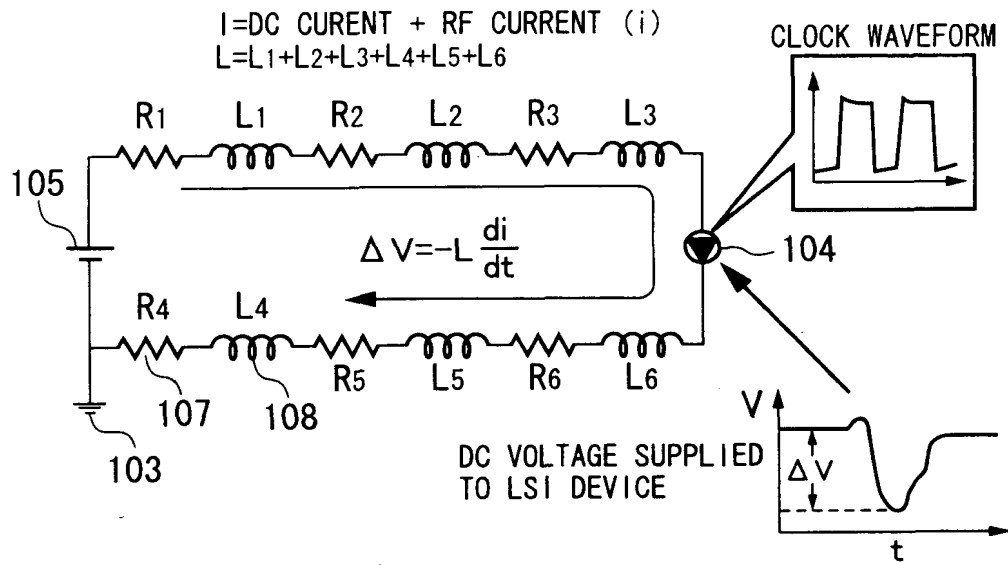 I=DC CURENT + RF CURRENT (i)
L=L1+L2+L3+L4+L5+L6
CLOCK WAVEFORM
R1 L1 R2 L2 R3 L3
105
104
ΔV=-L di/dt
R4 L4
R5 L5 R6 L6
107 108
103
DC VOLTAGE SUPPLIED
TO LSI DEVICE
V
ΔV
t